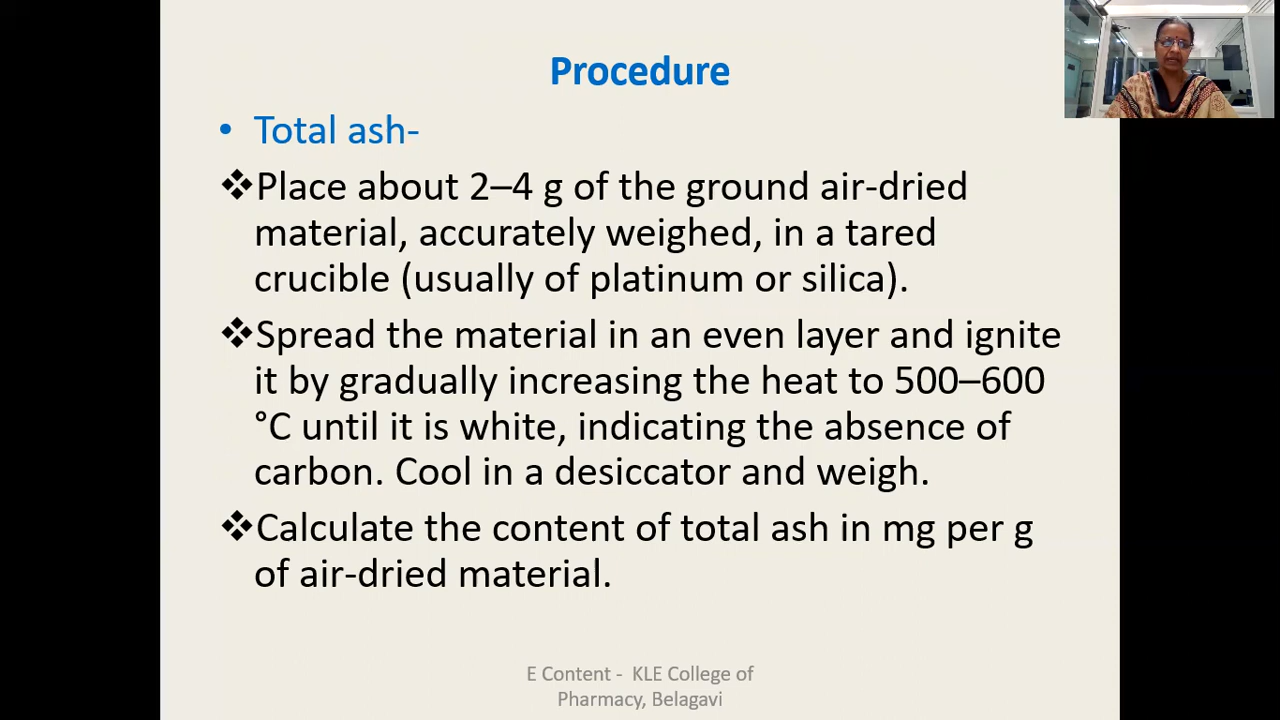 Procedure
• Total ash-
❖Place about 2–4 g of the ground air-dried
material, accurately weighed, in a tared
crucible (usually of platinum or silica).
❖Spread the material in an even layer and ignite
it by gradually increasing the heat to 500–600
°C until it is white, indicating the absence of
carbon. Cool in a desiccator and weigh.
❖Calculate the content of total ash in mg per g
of air-dried material.
E Content - KLE College of
Pharmacy, Belagavi